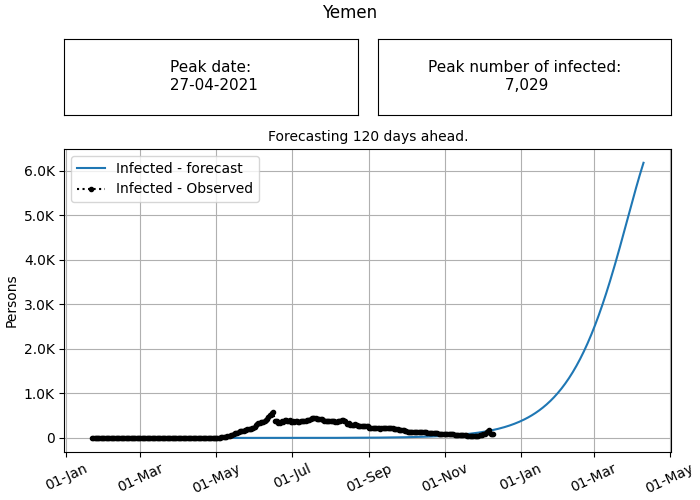 Yemen
Peak date:
27-04-2021
Peak number of infected:
7,029
Forecasting 120 days ahead.
Infected - forecast
Infected - Observed
Persons
6.0K
5.0K
4.0K
3.0K
2.0K
1.0K
0
01-Jan
01-Mar
01-May
01-Jul
01-Sep
01-Nov
01-Jan
01-Mar
01-May